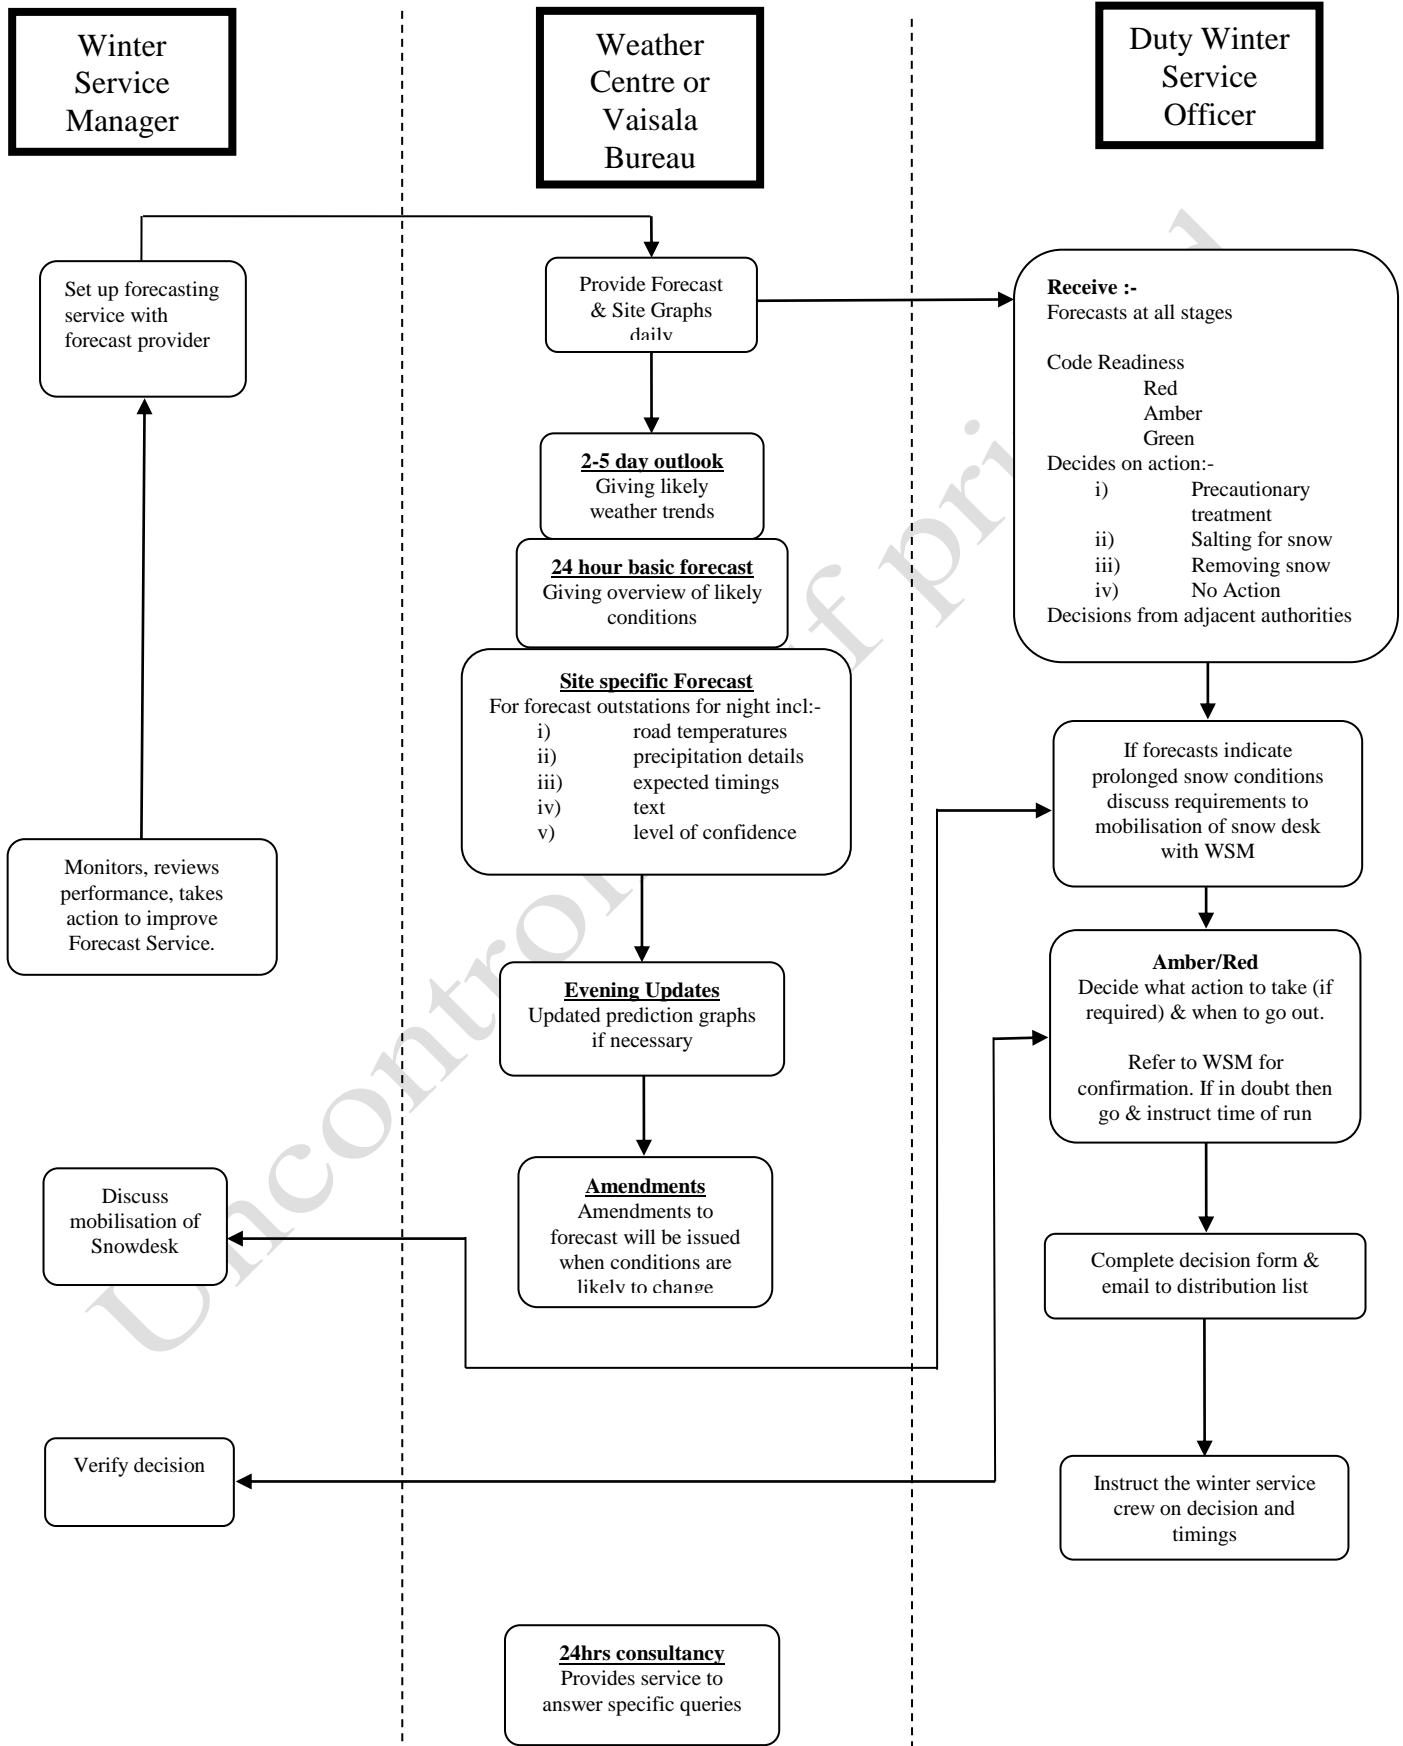 Winter
Service
Manager
Weather
Centre or
Vaisala
Bureau
Duty Winter
Service
Officer
Set up forecasting
service with
forecast provider
Monitors, reviews
performance, takes
action to improve
Forecast Service.
Discuss
mobilisation of
Snowdesk
Verify decision
Provide Forecast
& Site Graphs
daily
2-5 day outlook
Giving likely
weather trends
24 hour basic forecast
Giving overview of likely
conditions
Site specific Forecast
For forecast outstations for night incl:-
i) road temperatures
ii) precipitation details
iii) expected timings
iv) text
v) level of confidence
Evening Updates
Updated prediction graphs
if necessary
Amendments
Amendments to
forecast will be issued
when conditions are
likely to change
24hrs consultancy
Provides service to
answer specific queries
Receive :-
Forecasts at all stages
Code Readiness
Red
Amber
Green
Decides on action:-
i) Precautionary
treatment
ii) Salting for snow
iii) Removing snow
iv) No Action
Decisions from adjacent authorities
If forecasts indicate
prolonged snow conditions
discuss requirements to
mobilisation of snow desk
with WSM
Amber/Red
Decide what action to take (if
required) & when to go out.
Refer to WSM for
confirmation. If in doubt then
go & instruct time of run
Complete decision form &
email to distribution list
Instruct the winter service
crew on decision and
timings